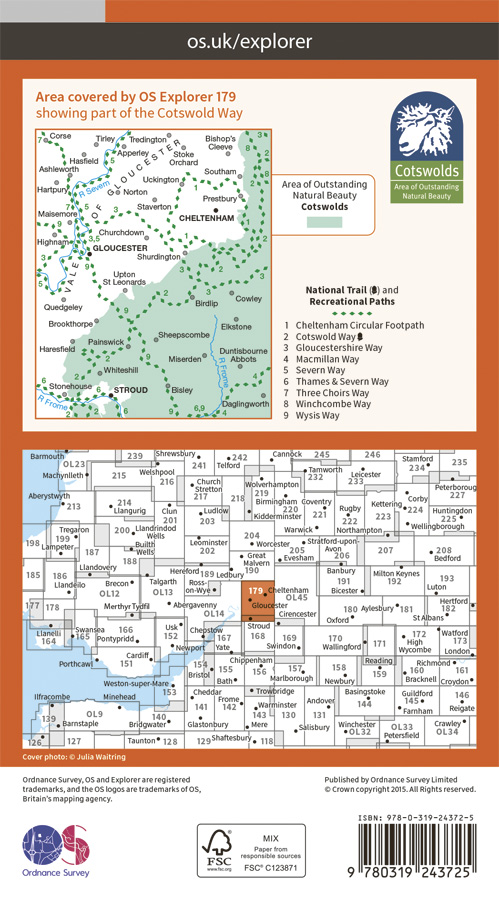 os.uk/explorer
Area covered by OS Explorer 179
showing part of the Cotswold Way
Corse
Tirley
Tredington
Bishop's
Cleeve
Hasfield
Apperley
Stoke
Orchard
Ashleworth
Uckington
Southam
Hartpury
R Severn
Norton
Prestbury
Maisemore
Staverton
CHELTENHAM
VALE OF GLOUCESTER
Highnam
Churchdown
GLOUCESTER
Shurdington
Upton
St Leonards
Quedgeley
Birdlip
Cowley
Brookthorpe
Elkstone
Haresfield
Painswick
Sheepscombe
Miserden
Duntisbourne
Abbots
Whiteshill
R Frome
Stonehouse
STROUD
Bisley
R Frome
Daglingworth
Cotswolds
Area of Outstanding
Natural Beauty
Area of Outstanding
Natural Beauty
Cotswolds
National Trail ( ) and
Recreational Paths
1 Cheltenham Circular Footpath
2 Cotswold Way
3 Gloucestershire Way
4 Macmillan Way
5 Severn Way
6 Thames & Severn Way
7 Three Choirs Way
8 Winchcombe Way
9 Wysis Way
Barmouth
OL23
239
Shrewsbury
241
242
Telford
Cannock
245
246
Stamford
234
235
Machynlleth
215
Welshpool
216
Church
Stretton
217
218
Wolverhampton
219
Tamworth
232
Leicester
233
Peterborough
227
Aberystwyth
213
214
Llangurig
Clun
201
Ludlow
203
Birmingham
220
Kidderminster
Coventry
221
Rugby
222
Kettering
223
Corby
224
Huntingdon
225
Wellingborough
Northampton
198
Tregaron
199
Lampeter
200
Llandrindod
Wells
Builth
Wells
Leominster
202
204
Worcester
Warwick
205
Evesham
Stratford-upon-
Avon
206
207
208
Bedford
187
188
185
186
Llandovery
Llandeilo
Brecon
OL12
Talgarth
OL13
Hereford
189
Ross-
on-Wye
Ledbury
Great
Malvern
190
179
Cheltenham
OL45
Gloucester
Banbury
191
Bicester
Milton Keynes
192
193
Luton
177
178
Merthyr Tydfil
Abergavenny
OL14
Cirencester
180
Oxford
Aylesbury
181
Hertford
182
St Albans
Llanelli
164
Swansea
165
166
Pontypridd
Usk
152
Newport
Chepstow
167
Yate
Stroud
168
169
Swindon
170
Wallingford
171
172
High
Wycombe
Watford
173
London
Porthcawl
Cardiff
151
154
Bristol
155
Bath
Chippenham
156
157
Marlborough
158
Newbury
Reading
159
Richmond
160
Bracknell
161
Croydon
Weston-super-Mare
153
Ilfracombe
139
Barnstaple
OL9
Minehead
140
Bridgwater
Cheddar
141
Glastonbury
Frome
142
Trowbridge
143
Warminster
Mere
130
Andover
131
Salisbury
Basingstoke
144
Guildford
145
Farnham
146
Reigate
126
127
Taunton
128
129
Shaftesbury
118
Winchester
OL32
OL33
Petersfield
Crawley
OL34
Cover photo: © Julia Waitring
Ordnance Survey, OS and Explorer are registered
trademarks, and the OS logos are trademarks of OS,
Britain's mapping agency.
Published by Ordnance Survey Limited
© Crown copyright 2015. All rights reserved.
OS
Ordnance Survey
FSC
www.fsc.org
MIX
Paper from
responsible sources
FSC® C123871
ISBN: 978-0-319-24372-5
9 780319 243725